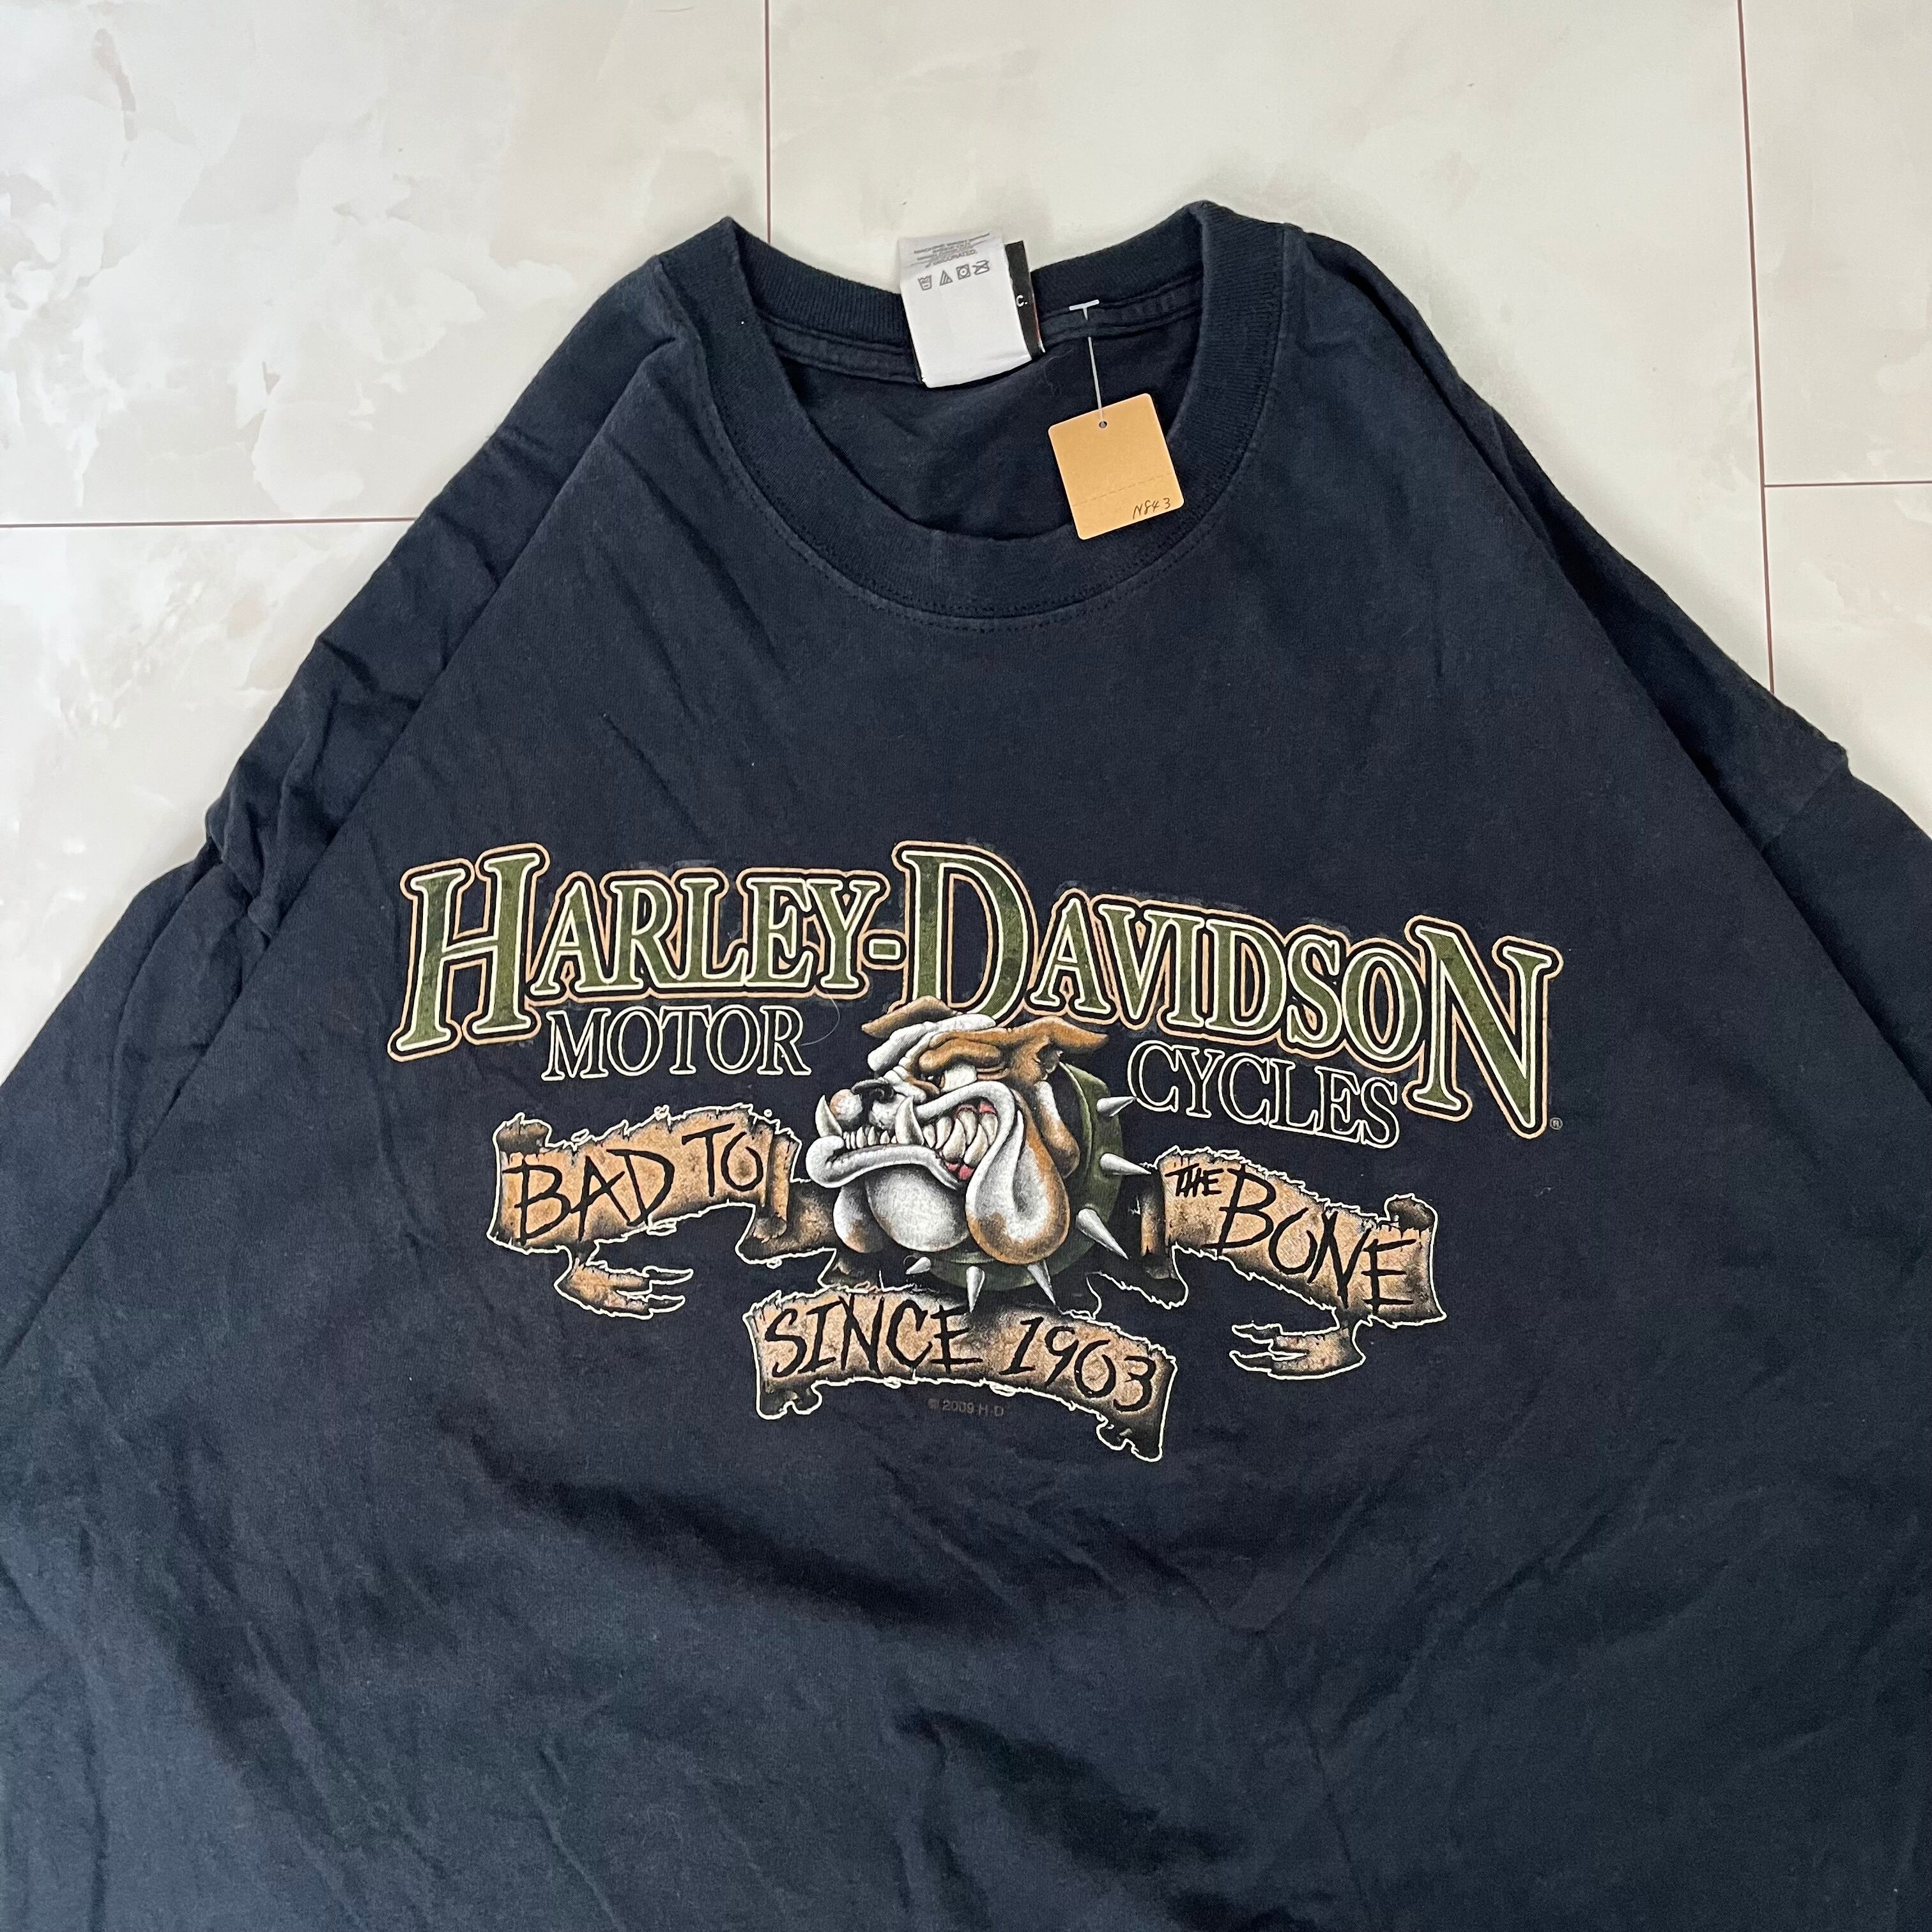 C.
N843
HARLEY-DAVIDSON
MOTOR CYCLES
®
BAD TO THE BONE
SINCE 1903
© 2009 H-D